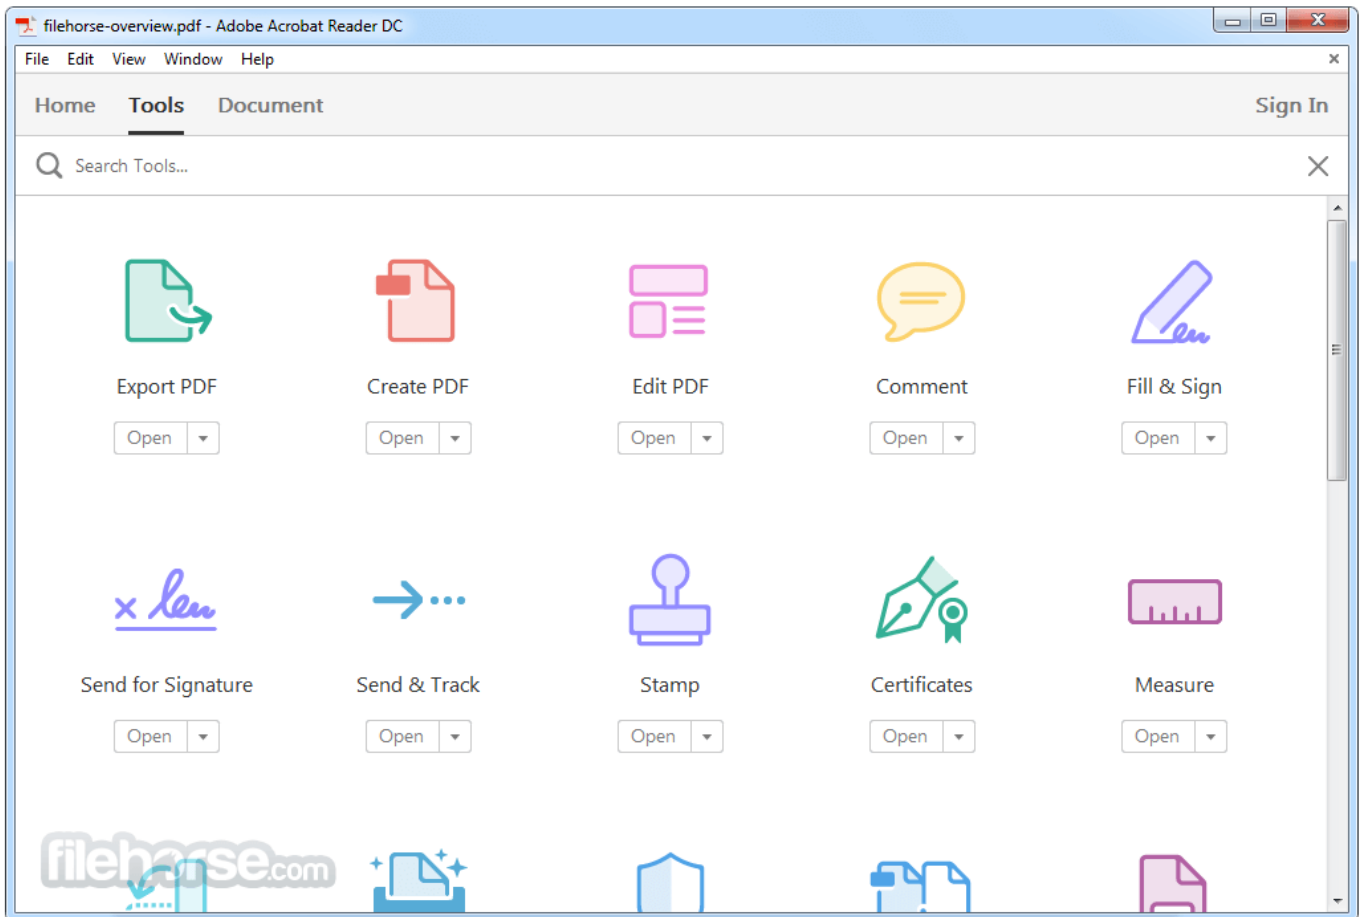 filehorse-overview.pdf - Adobe Acrobat Reader DC
File Edit View Window Help
Home Tools Document Sign In
Search Tools...
Export PDF Create PDF Edit PDF Comment Fill & Sign
Open Open Open Open Open
Send for Signature Send & Track Stamp Certificates Measure
Open Open Open Open Open
filehorse.com